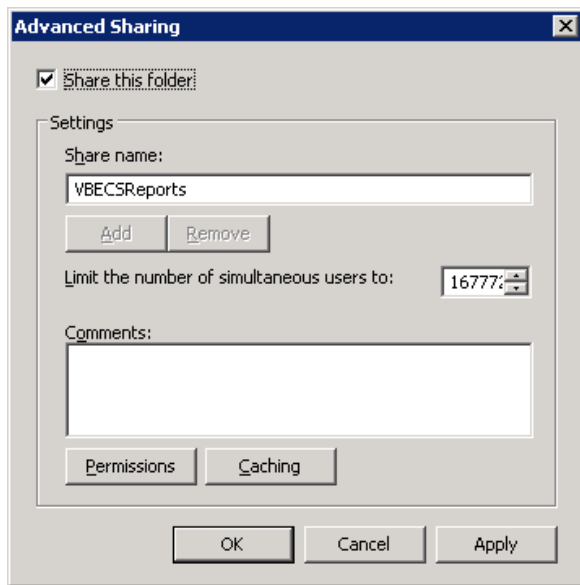 Advanced Sharing
Share this folder
Settings
Share name:
VBECSReports
Add Remove
Limit the number of simultaneous users to: 16777
Comments:
Permissions Caching
OK Cancel Apply